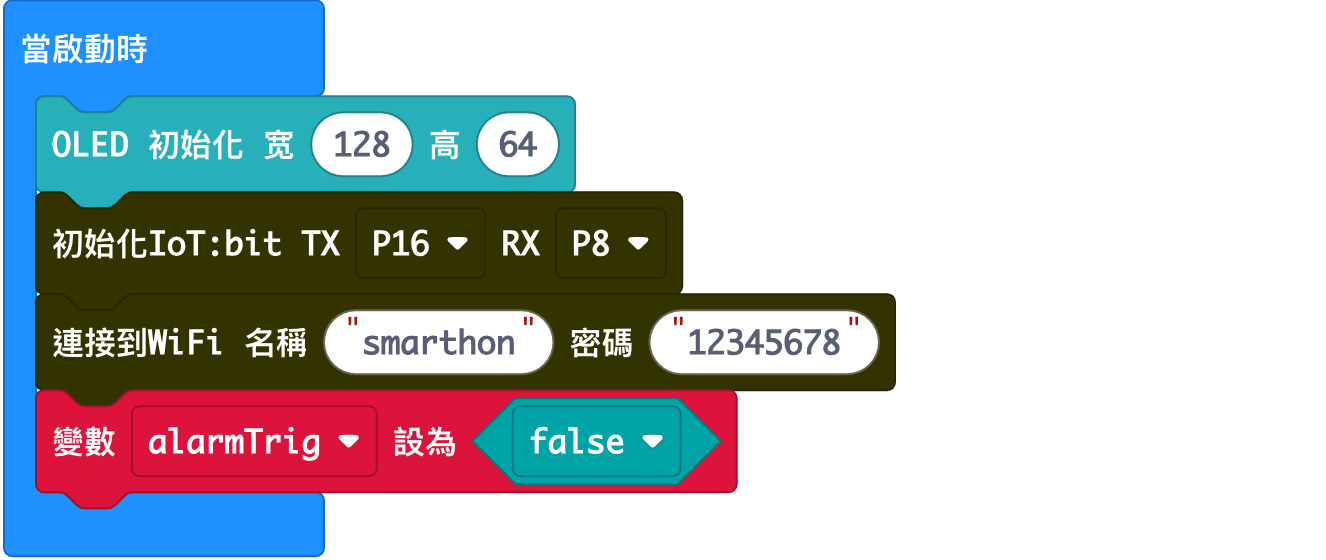 當啟動時
OLED 初始化 宽 128 高 64
初始化IoT:bit TX P16 RX P8
連接到WiFi 名稱 "smarthon" 密碼 "12345678"
變數 alarmTrig 設為 false